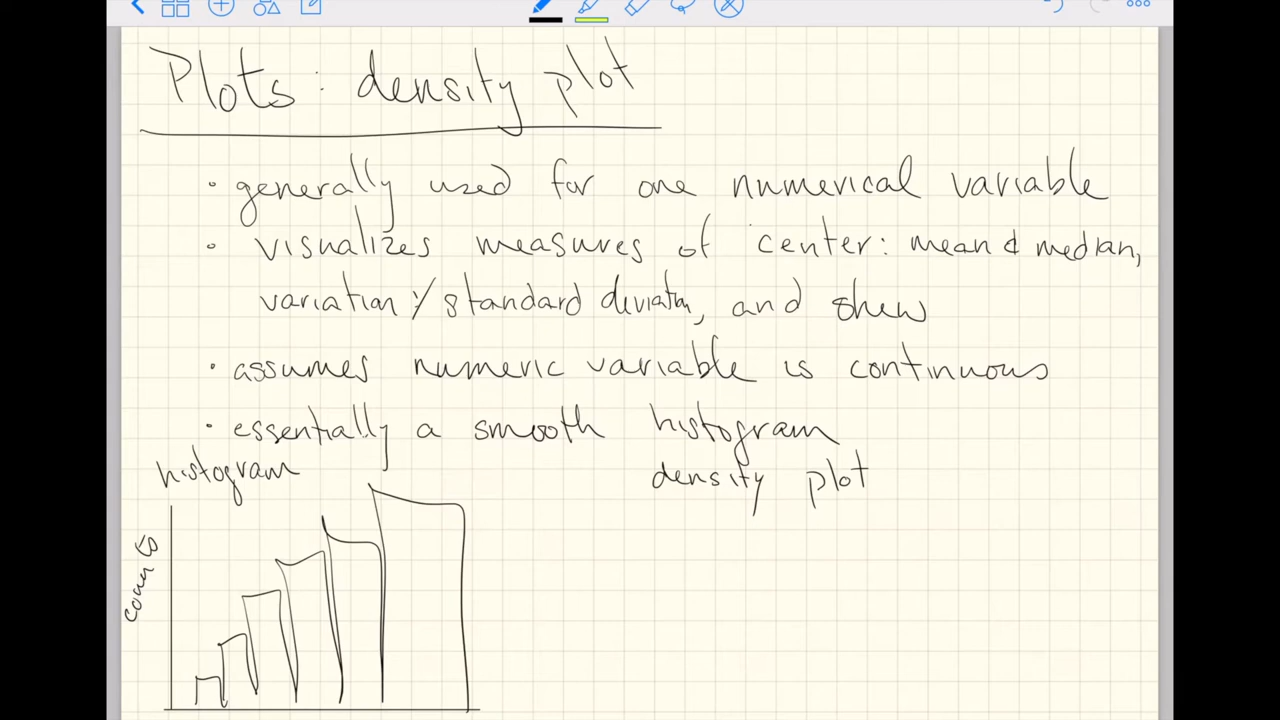 Plots: density plot
• generally used for one numerical variable
• visualizes measures of center: mean & median,
variation / standard deviation, and skew
• assumes numeric variable is continuous
• essentially a smooth histogram
histogram
density plot
counts